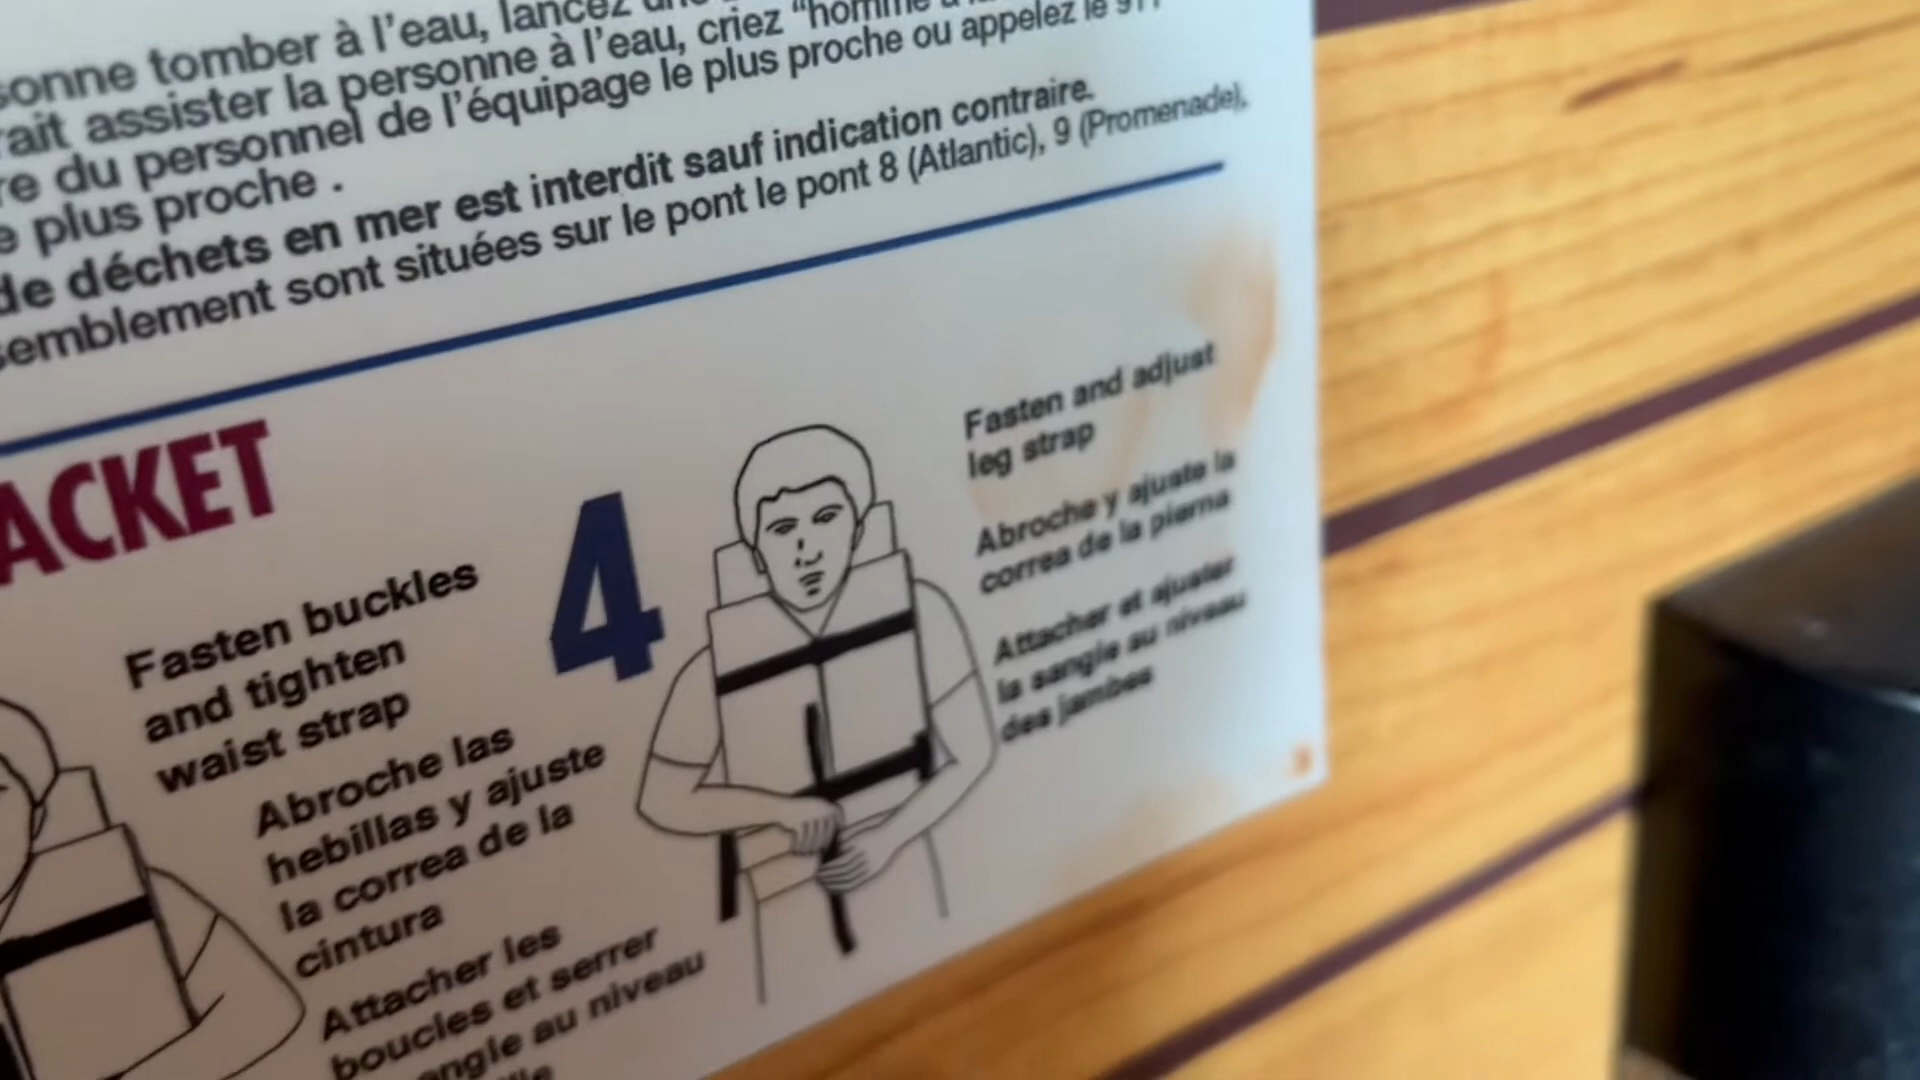 sonne tomber à l'eau, lancez
rait assister la personne à l'eau, criez "homme à
re du personnel de l'équipage le plus proche ou appelez le 911
e plus proche .
de déchets en mer est interdit sauf indication contraire.
semblement sont situées sur le pont le pont 8 (Atlantic), 9 (Promenade),
ACKET
Fasten buckles
and tighten
waist strap
Abroche las
hebillas y ajuste
la correa de la
cintura
Attacher les
boucles et serrer
angle au niveau
4
Fasten and adjust
leg strap
Abroche y ajuste la
correa de la pierna
Attacher et ajuster
la sangle au niveau
des jambes